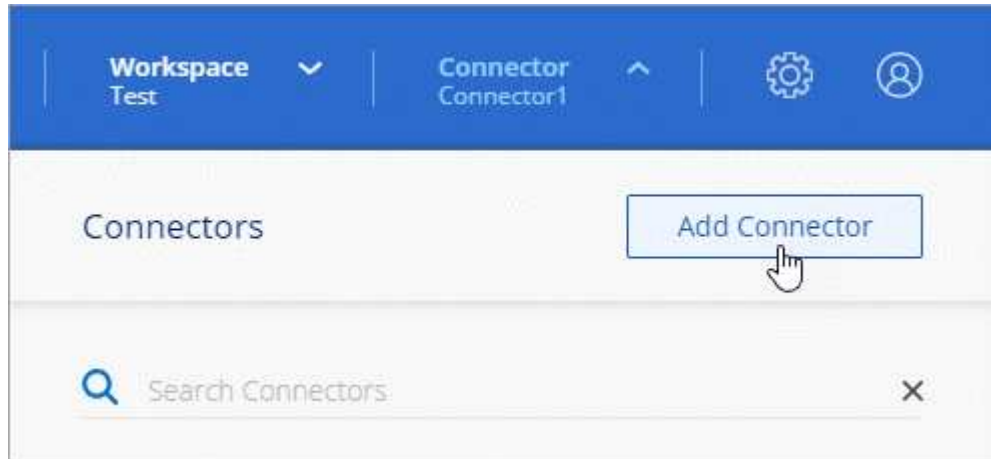 Workspace
Test
Connector
Connector1
Connectors
Add Connector
Search Connectors